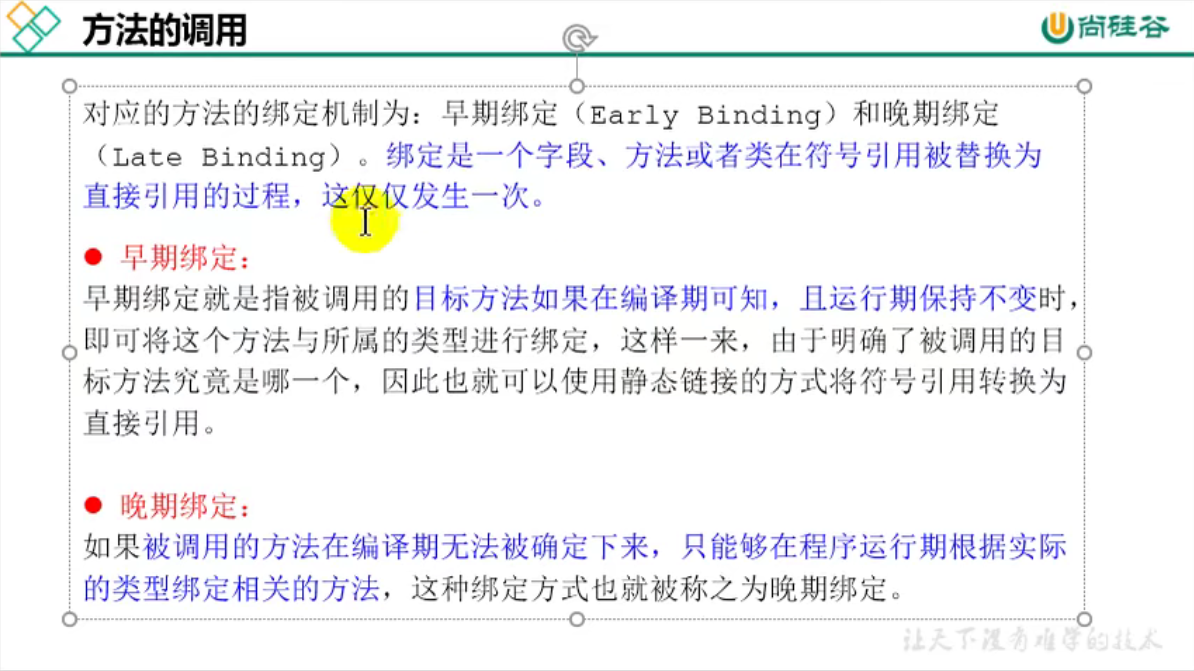 方法的调用
尚硅谷
对应的方法的绑定机制为：早期绑定（Early Binding）和晚期绑定
（Late Binding）。绑定是一个字段、方法或者类在符号引用被替换为
直接引用的过程，这仅仅发生一次。
● 早期绑定：
早期绑定就是指被调用的目标方法如果在编译期可知，且运行期保持不变时，
即可将这个方法与所属的类型进行绑定，这样一来，由于明确了被调用的目
标方法究竟是哪一个，因此也就可以使用静态链接的方式将符号引用转换为
直接引用。
● 晚期绑定：
如果被调用的方法在编译期无法被确定下来，只能够在程序运行期根据实际
的类型绑定相关的方法，这种绑定方式也就被称之为晚期绑定。
让天下没有难学的技术